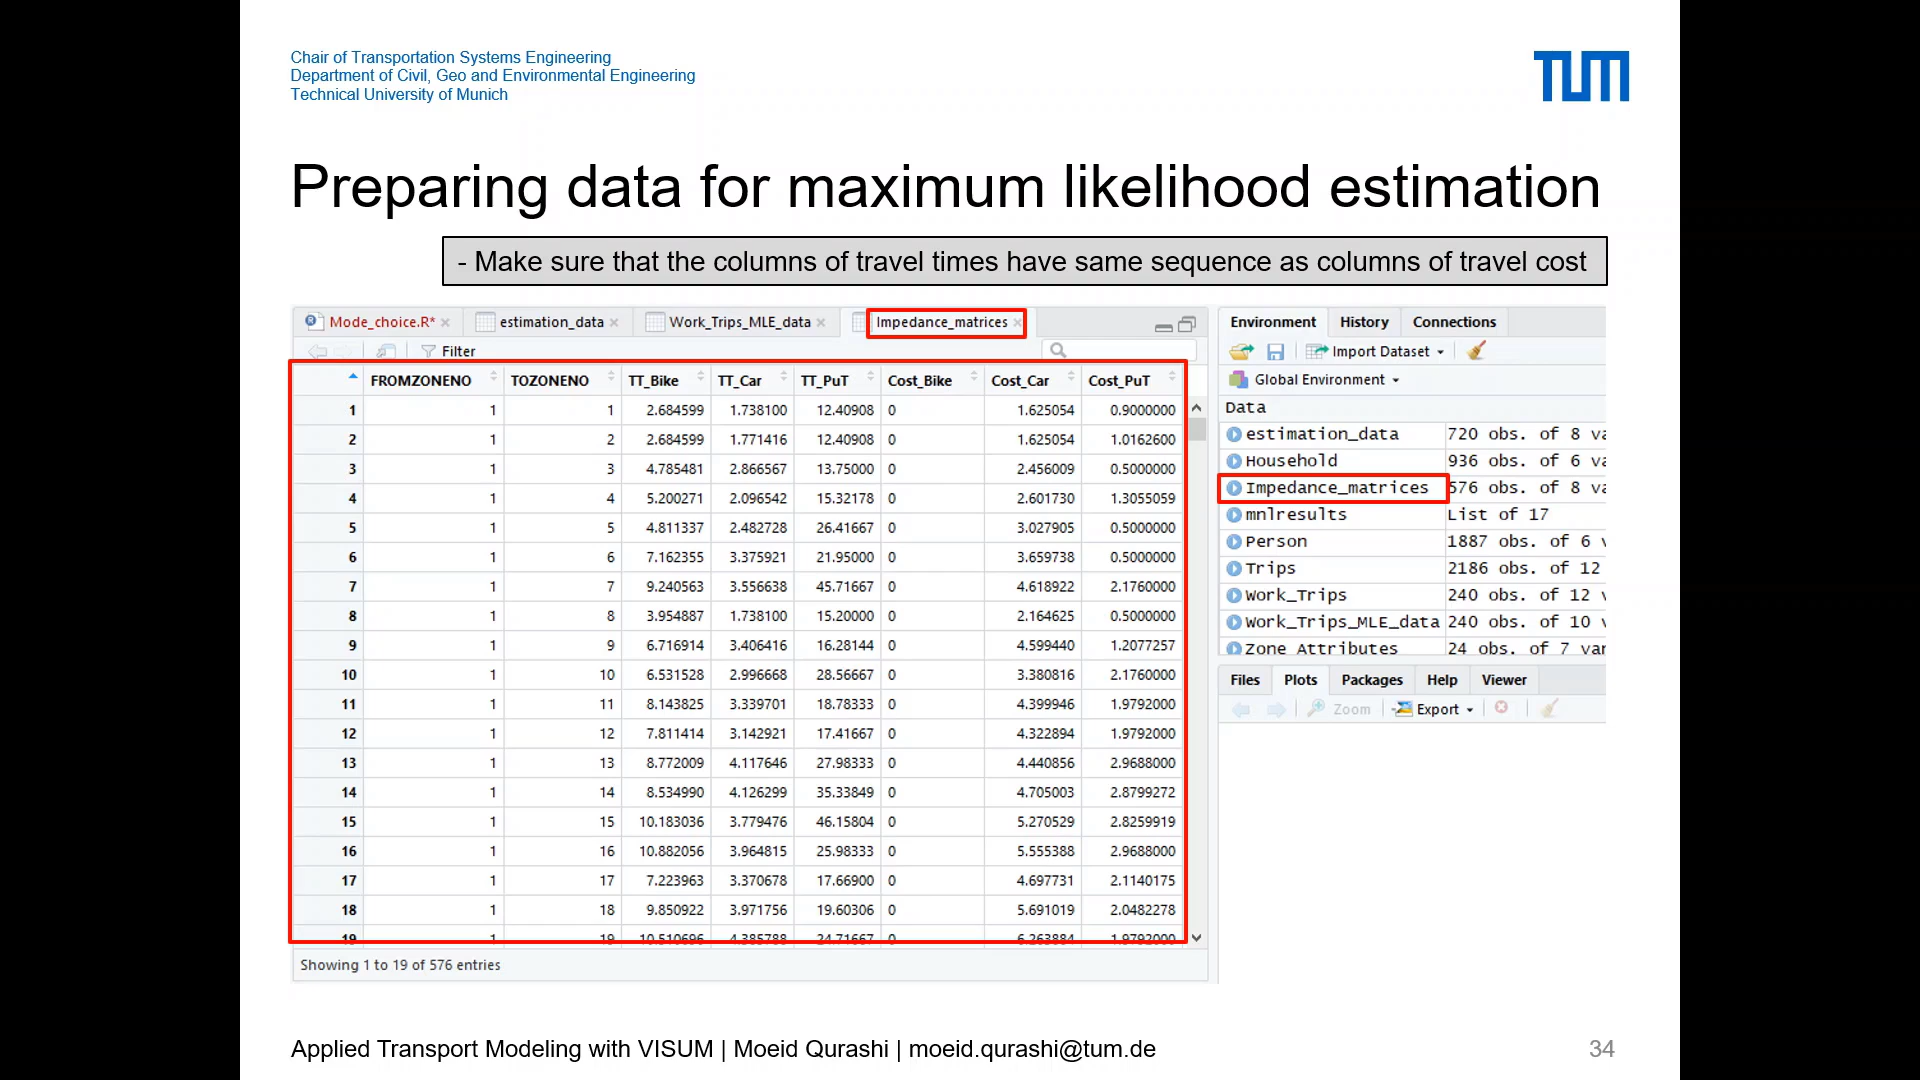 Chair of Transportation Systems Engineering
Department of Civil, Geo and Environmental Engineering
Technical University of Munich
TUM
Preparing data for maximum likelihood estimation
- Make sure that the columns of travel times have same sequence as columns of travel cost
Mode_choice.R* estimation_data Work_Trips_MLE_data Impedance_matrices
Filter
FROMZONENO TOZONENO TT_Bike TT_Car TT_PuT Cost_Bike Cost_Car Cost_PuT
1 1 1 2.684599 1.738100 12.40908 0 1.625054 0.9000000
2 1 2 2.684599 1.771416 12.40908 0 1.625054 1.0162600
3 1 3 4.785481 2.866567 13.75000 0 2.456009 0.5000000
4 1 4 5.200271 2.096542 15.32178 0 2.601730 1.3055059
5 1 5 4.811337 2.482728 26.41667 0 3.027905 0.5000000
6 1 6 7.162355 3.375921 21.95000 0 3.659738 0.5000000
7 1 7 9.240563 3.556638 45.71667 0 4.618922 2.1760000
8 1 8 3.954887 1.738100 15.20000 0 2.164625 0.5000000
9 1 9 6.716914 3.406416 16.28144 0 4.599440 1.2077257
10 1 10 6.531528 2.996668 28.56667 0 3.380816 2.1760000
11 1 11 8.143825 3.339701 18.78333 0 4.399946 1.9792000
12 1 12 7.811414 3.142921 17.41667 0 4.322894 1.9792000
13 1 13 8.772009 4.117646 27.98333 0 4.440856 2.9688000
14 1 14 8.534990 4.126299 35.33849 0 4.705003 2.8799272
15 1 15 10.183036 3.779476 46.15804 0 5.270529 2.8259919
16 1 16 10.882056 3.964815 25.98333 0 5.555388 2.9688000
17 1 17 7.223963 3.370678 17.66900 0 4.697731 2.1140175
18 1 18 9.850922 3.971756 19.60306 0 5.691019 2.0482278
19 1 19 10.510696 4.385788 24.71667 0 6.263884 1.9792000
Showing 1 to 19 of 576 entries
Environment History Connections
Import Dataset
Global Environment
Data
estimation_data 720 obs. of 8 va
Household 936 obs. of 6 va
Impedance_matrices 576 obs. of 8 va
mnlresults List of 17
Person 1887 obs. of 6 v
Trips 2186 obs. of 12
Work_Trips 240 obs. of 12 v
Work_Trips_MLE_data 240 obs. of 10 v
Zone Attributes 24 obs. of 7 var
Files Plots Packages Help Viewer
Zoom Export
Applied Transport Modeling with VISUM | Moeid Qurashi | moeid.qurashi@tum.de
34